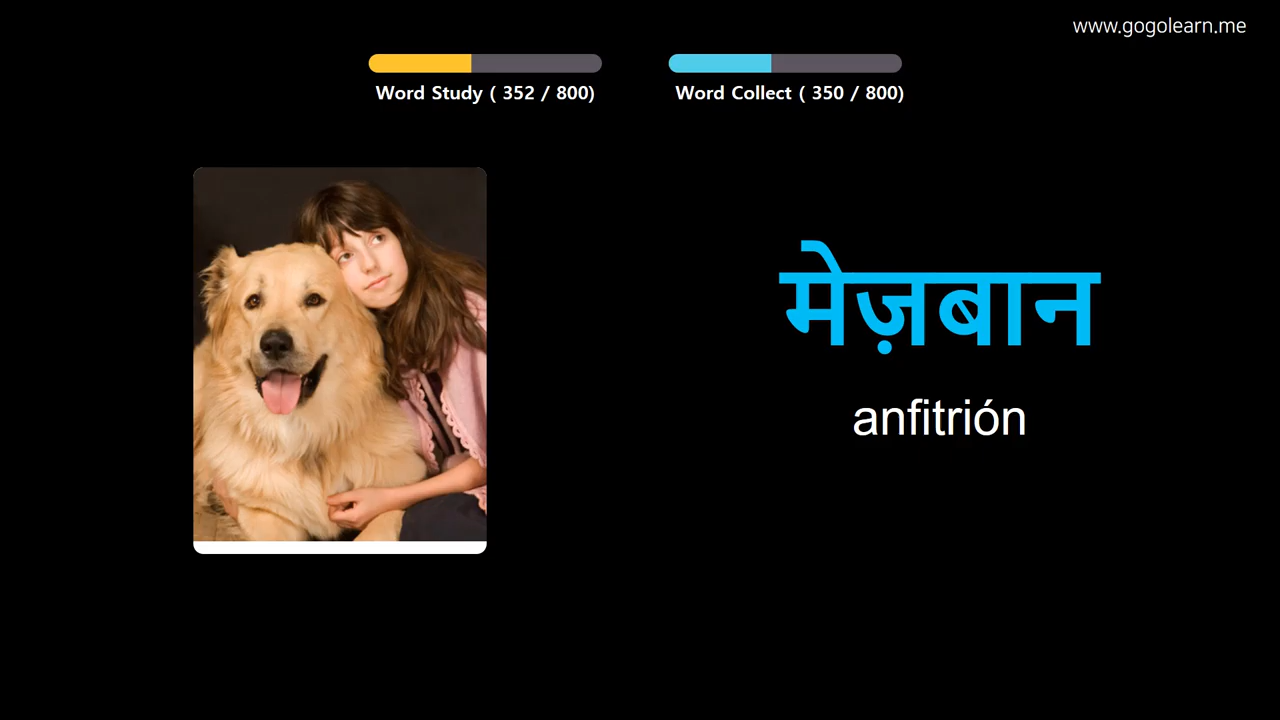 www.gogolearn.me
Word Study ( 352 / 800)
Word Collect ( 350 / 800)
मेज़बान
anfitrión